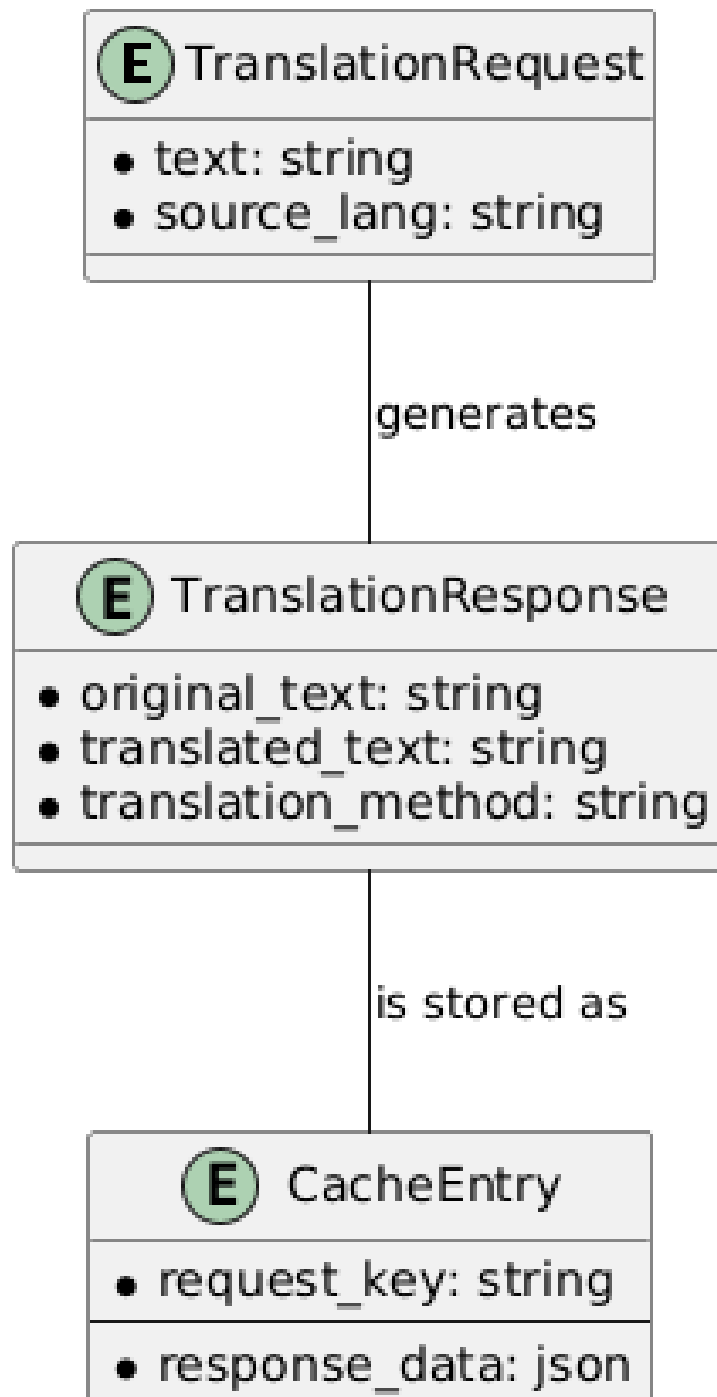 E TranslationRequest
• text: string
• source_lang: string
generates
E TranslationResponse
• original_text: string
• translated_text: string
• translation_method: string
is stored as
E CacheEntry
• request_key: string
• response_data: json